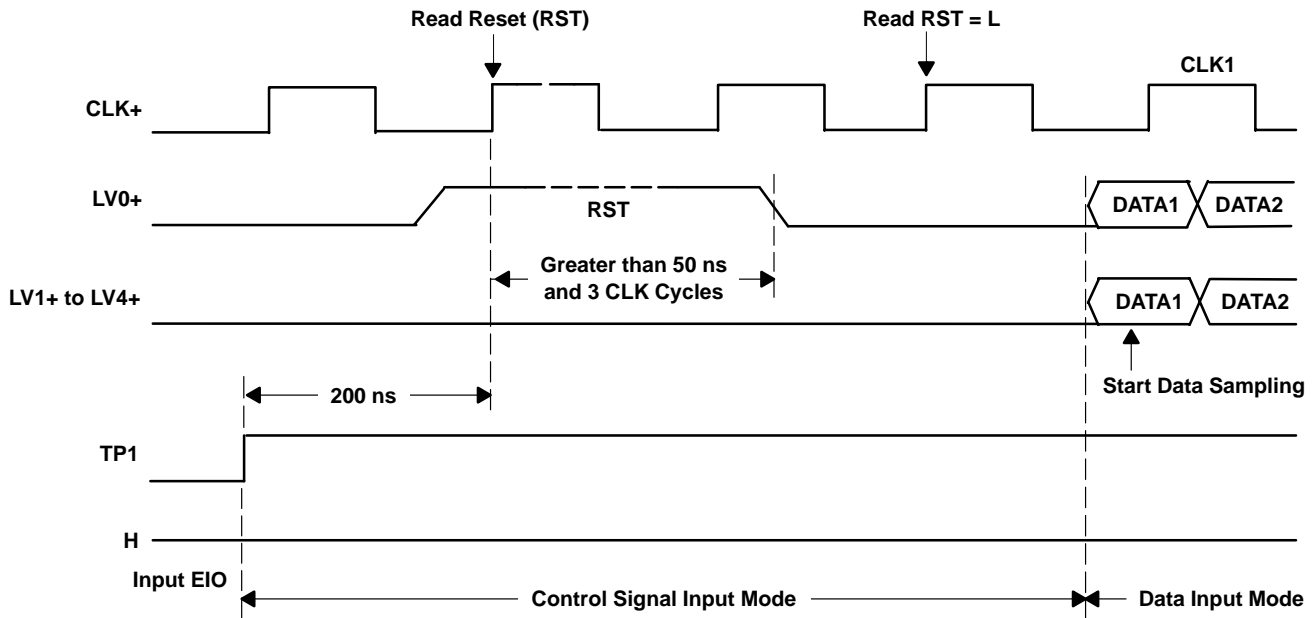 Read Reset (RST)
Read RST = L
CLK1
CLK+
LV0+
RST
DATA1
DATA2
Greater than 50 ns
and 3 CLK Cycles
LV1+ to LV4+
DATA1
DATA2
Start Data Sampling
200 ns
TP1
H
Input EIO
Control Signal Input Mode
Data Input Mode